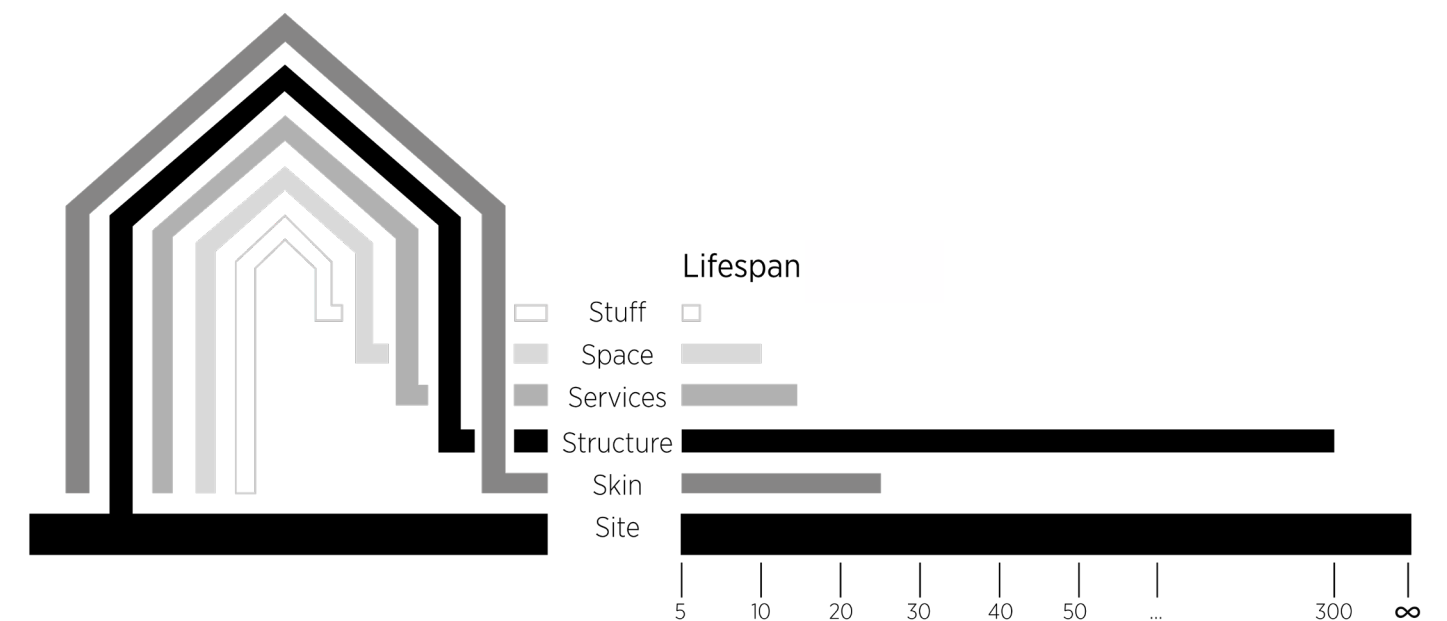 Lifespan
Stuff
Space
Services
Structure
Skin
Site
5 10 20 30 40 50 ... 300 ∞